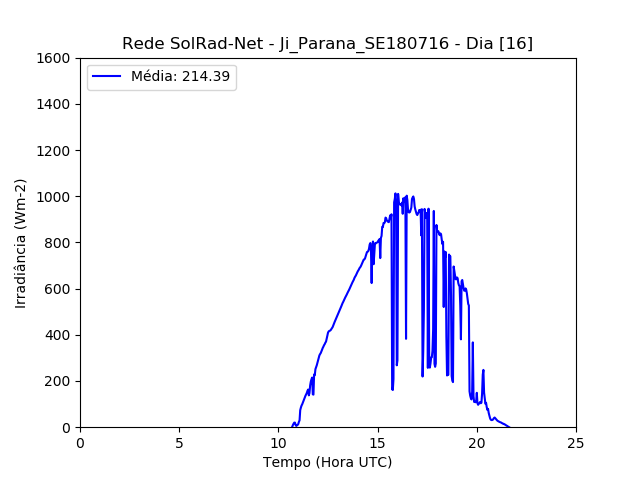 Rede SolRad-Net - Ji_Parana_SE180716 - Dia [16]
Média: 214.39
Irradiância (Wm-2)
1600
1400
1200
1000
800
600
400
200
0
0 5 10 15 20 25
Tempo (Hora UTC)